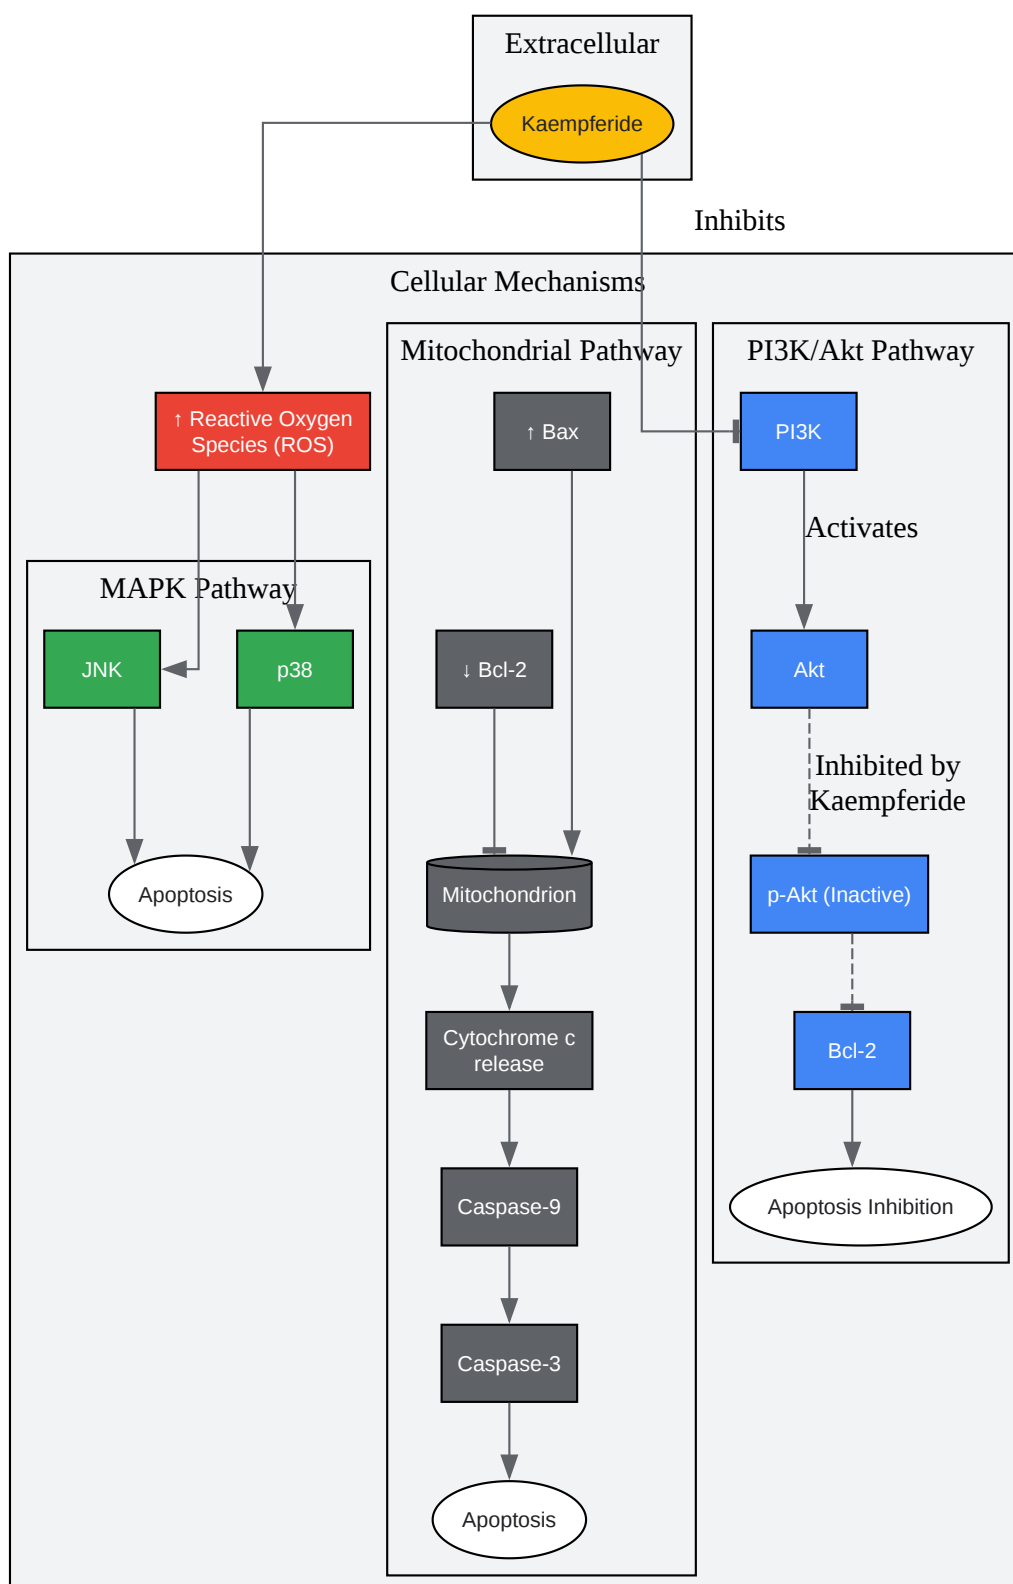 Extracellular
Kaempferide
Inhibits
Cellular Mechanisms
Mitochondrial Pathway
PI3K/Akt Pathway
↑ Reactive Oxygen
Species (ROS)
↑ Bax
PI3K
Activates
MAPK Pathway
JNK
p38
↓ Bcl-2
Akt
Inhibited by
Kaempferide
Apoptosis
Mitochondrion
p-Akt (Inactive)
Cytochrome c
release
Bcl-2
Caspase-9
Apoptosis Inhibition
Caspase-3
Apoptosis